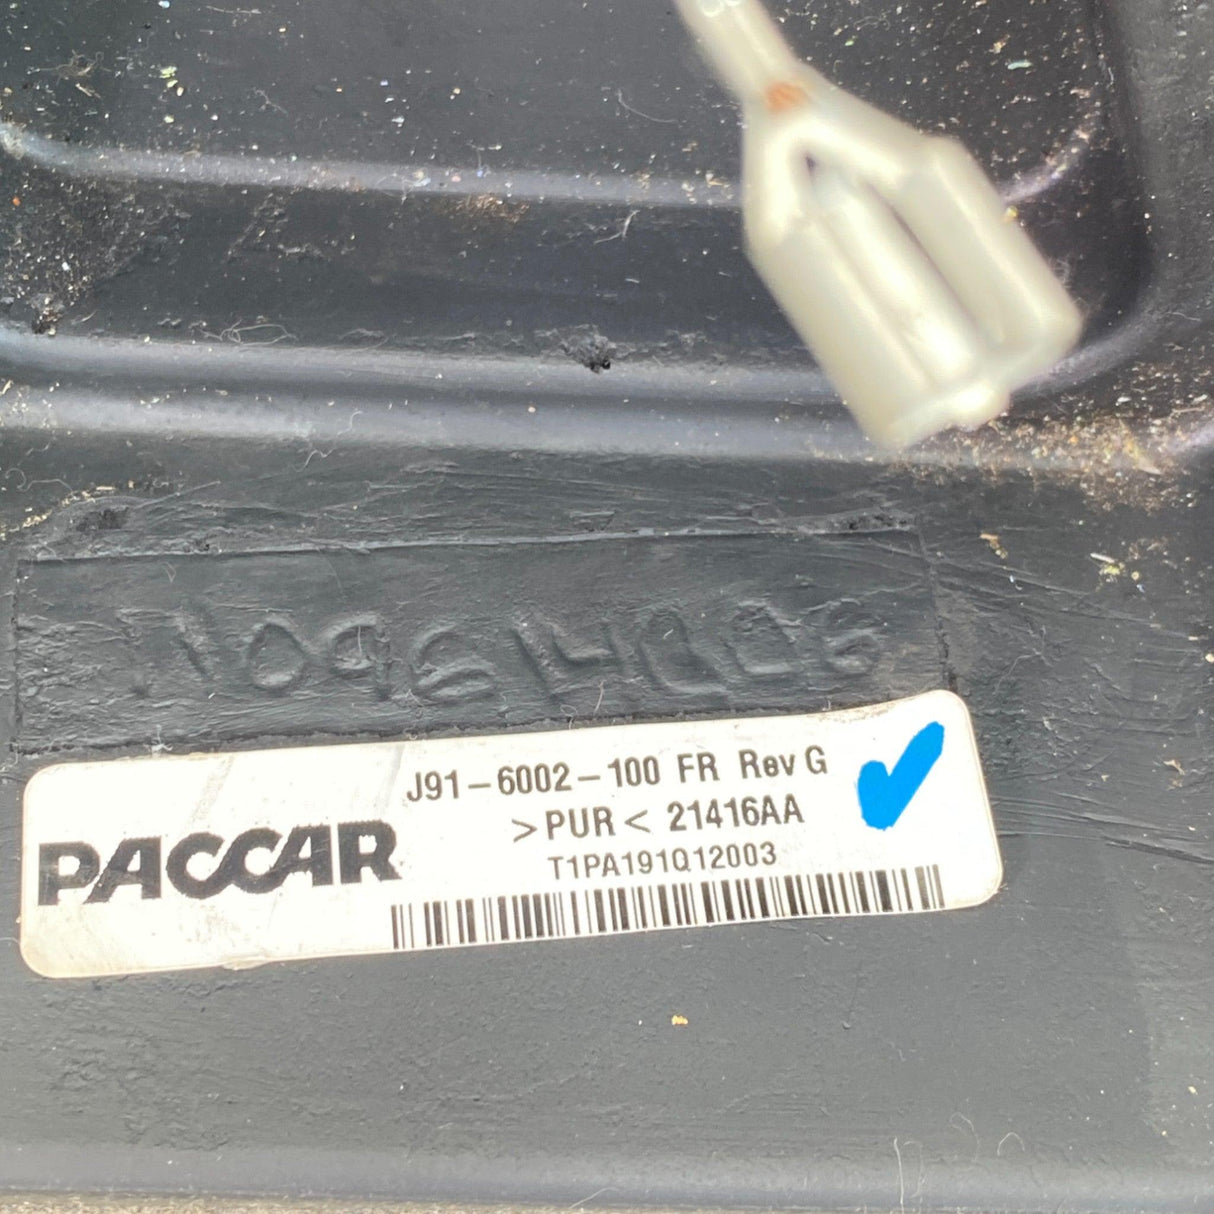 J91-6002-100 FR Rev G
>PUR< 21416AA
PACCAR
T1PA191Q12003